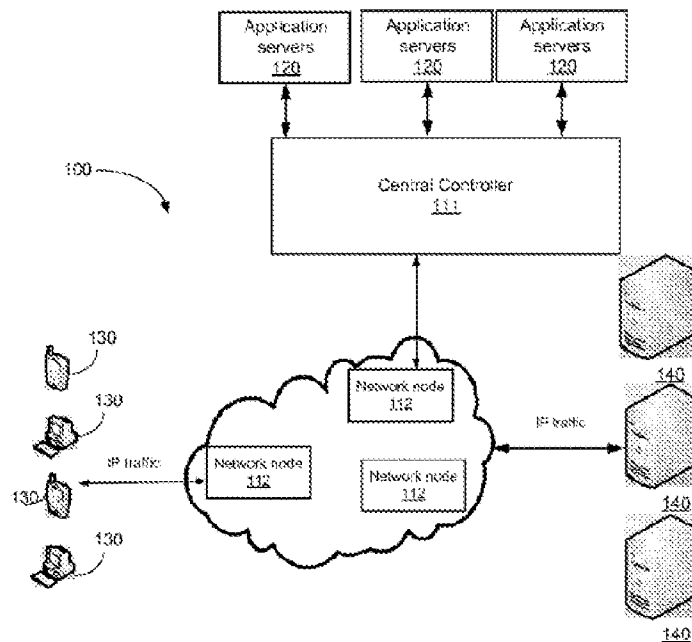 Application
servers
120
Application
servers
120
Application
servers
120
100
Central Controller
111
130
130
130
130
IP traffic
Network node
112
Network node
112
Network node
112
IP traffic
140
140
140